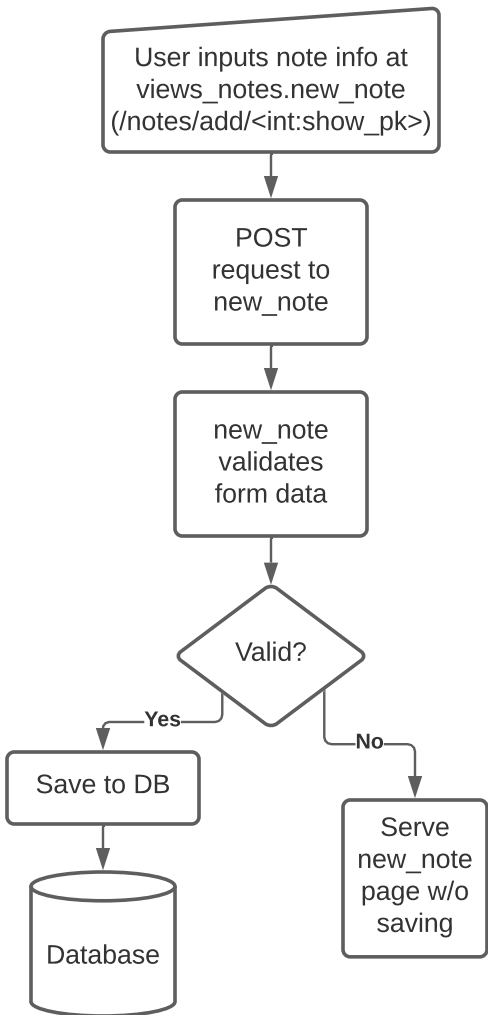 User inputs note info at
views_notes.new_note
(/notes/add/<int:show_pk>)
POST
request to
new_note
new_note
validates
form data
Valid?
Yes
No
Save to DB
Serve
new_note
page w/o
saving
Database